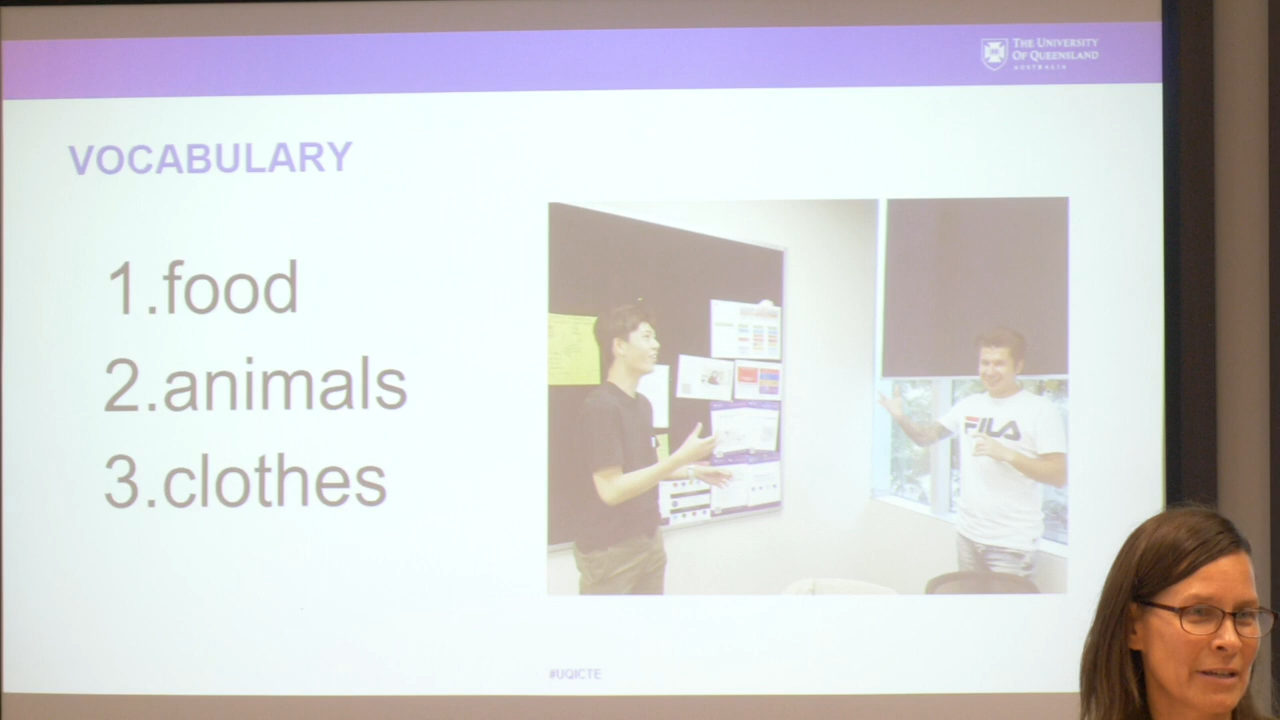 THE UNIVERSITY
OF QUEENSLAND
AUSTRALIA
VOCABULARY
1.food
2.animals
3.clothes
FILA
#UQICTE